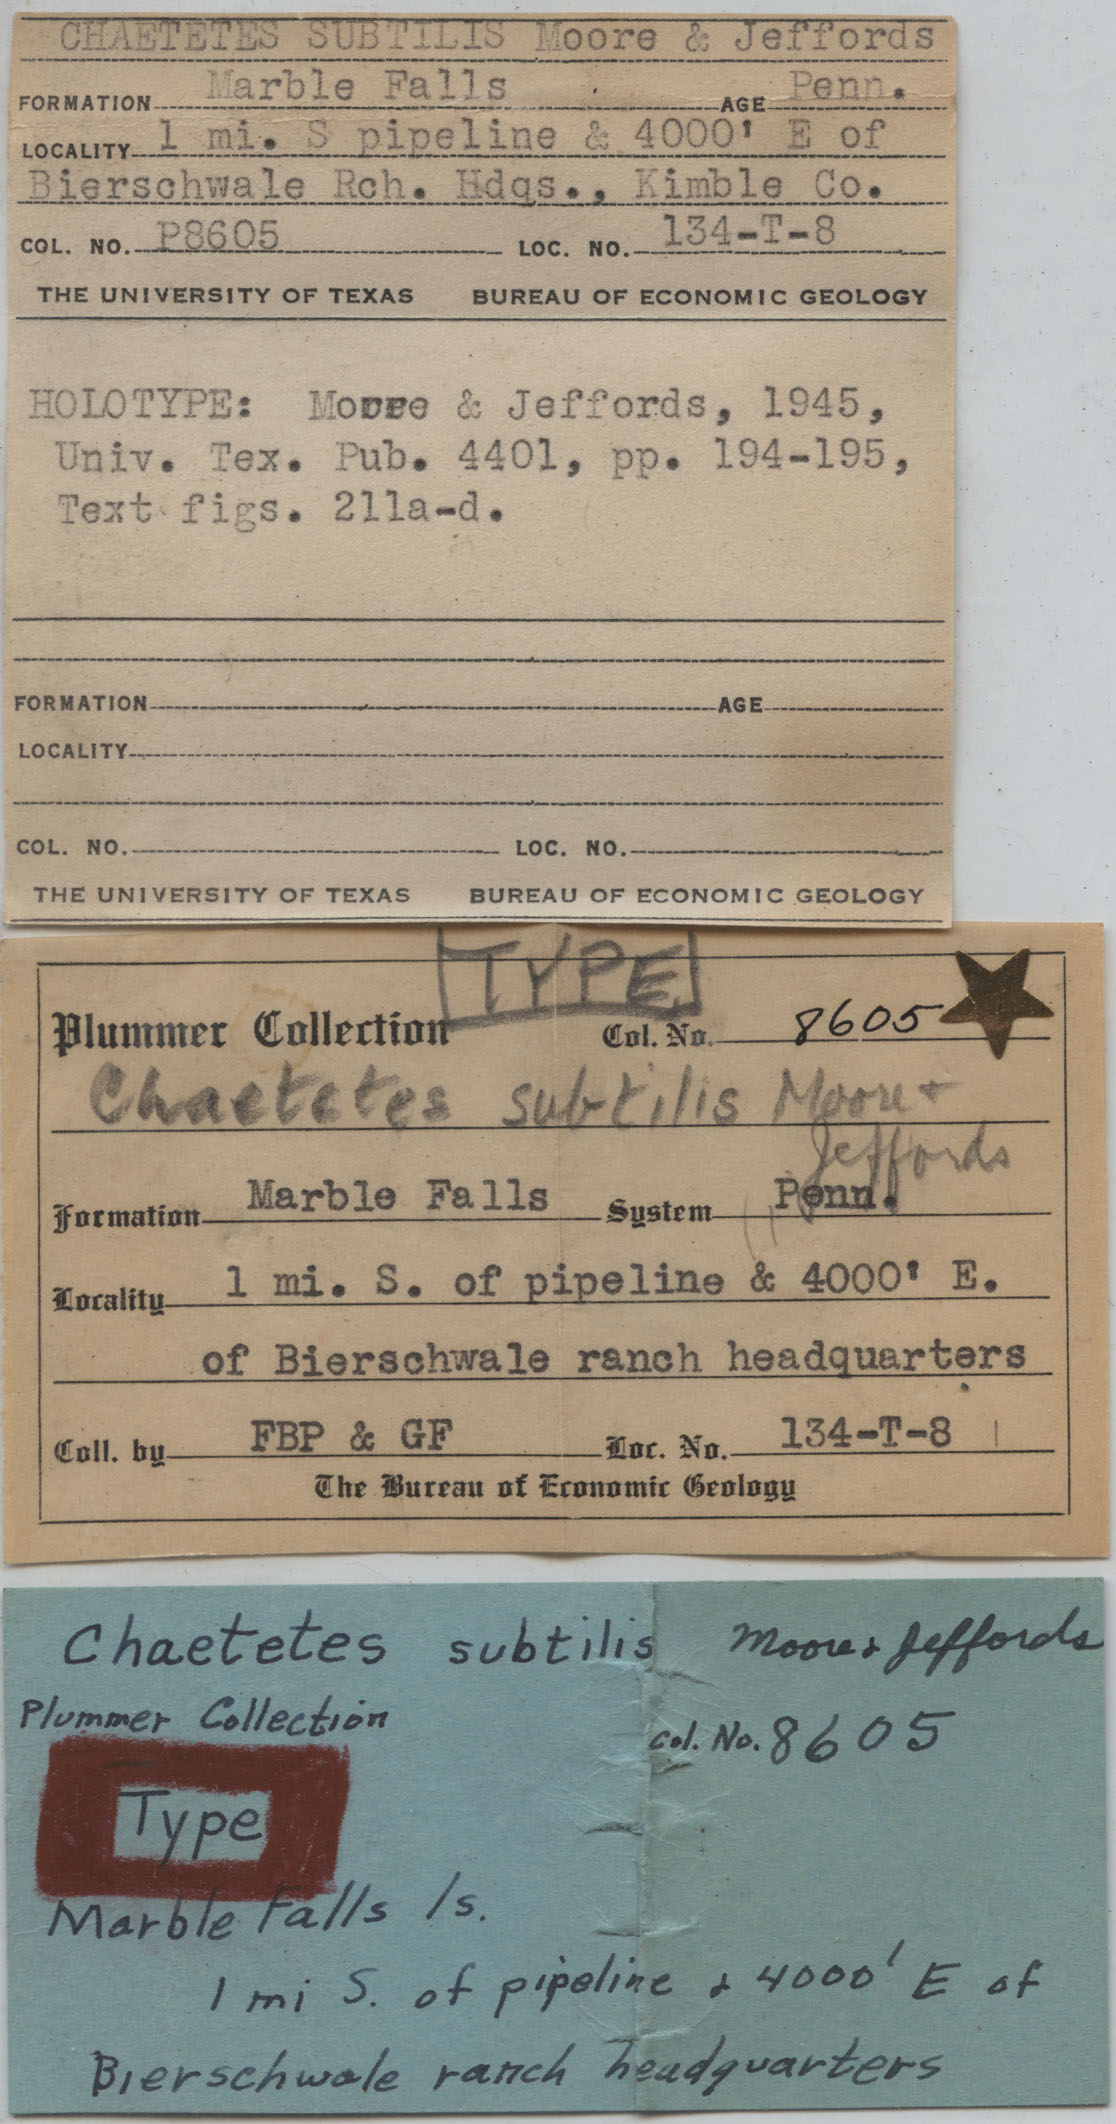 CHAETETES SUBTILIS Moore & Jeffords
FORMATION Marble Falls AGE Penn.
LOCALITY 1 mi. S pipeline & 4000' E of
Bierschwale Rch. Hdqs., Kimble Co.
COL. NO. P8605 LOC. NO. 134-T-8
THE UNIVERSITY OF TEXAS BUREAU OF ECONOMIC GEOLOGY
HOLOTYPE: Moore & Jeffords, 1945,
Univ. Tex. Pub. 4401, pp. 194-195,
Text figs. 211a-d.
FORMATION AGE
LOCALITY
COL. NO. LOC. NO.
THE UNIVERSITY OF TEXAS BUREAU OF ECONOMIC GEOLOGY
TYPE
Plummer Collection Col. No. 8605
Chaetetes subtilis Moore +
Jeffords
Formation Marble Falls System Penn.
Locality 1 mi. S. of pipeline & 4000' E.
of Bierschwale ranch headquarters
Coll. by FBP & GF Loc. No. 134-T-8
The Bureau of Economic Geology
Chaetetes subtilis Moore & Jeffords
Plummer Collection
Col. No. 8605
Type
Marble Falls ls.
1 mi S. of pipeline & 4000' E of
Bierschwale ranch headquarters